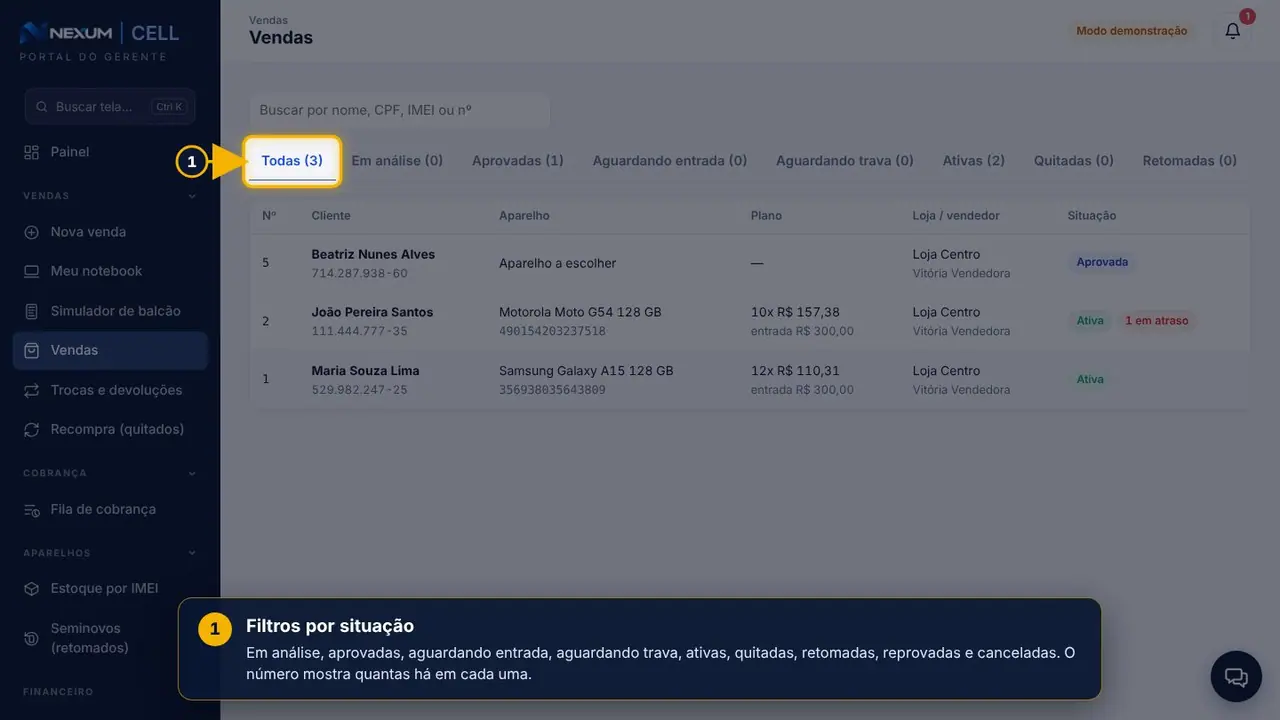 NEXUM | CELL
PORTAL DO GERENTE
Buscar tela... Ctrl K
Painel
VENDAS
Nova venda
Meu notebook
Simulador de balcão
Vendas
Trocas e devoluções
Recompra (quitados)
COBRANÇA
Fila de cobrança
APARELHOS
Estoque por IMEI
Seminovos
(retomados)
FINANCEIRO
Vendas
Vendas
Modo demonstração
1
Buscar por nome, CPF, IMEI ou nº
1
Todas (3) Em análise (0) Aprovadas (1) Aguardando entrada (0) Aguardando trava (0) Ativas (2) Quitadas (0) Retomadas (0)
Nº Cliente Aparelho Plano Loja / vendedor Situação
5 Beatriz Nunes Alves Aparelho a escolher — Loja Centro Aprovada
714.287.938-60 Vitória Vendedora
2 João Pereira Santos Motorola Moto G54 128 GB 10x R$ 157,38 Loja Centro Ativa 1 em atraso
111.444.777-35 490154203237518 entrada R$ 300,00 Vitória Vendedora
1 Maria Souza Lima Samsung Galaxy A15 128 GB 12x R$ 110,31 Loja Centro Ativa
529.982.247-25 356938035643809 entrada R$ 300,00 Vitória Vendedora
1 Filtros por situação
Em análise, aprovadas, aguardando entrada, aguardando trava, ativas, quitadas, retomadas, reprovadas e canceladas. O
número mostra quantas há em cada uma.